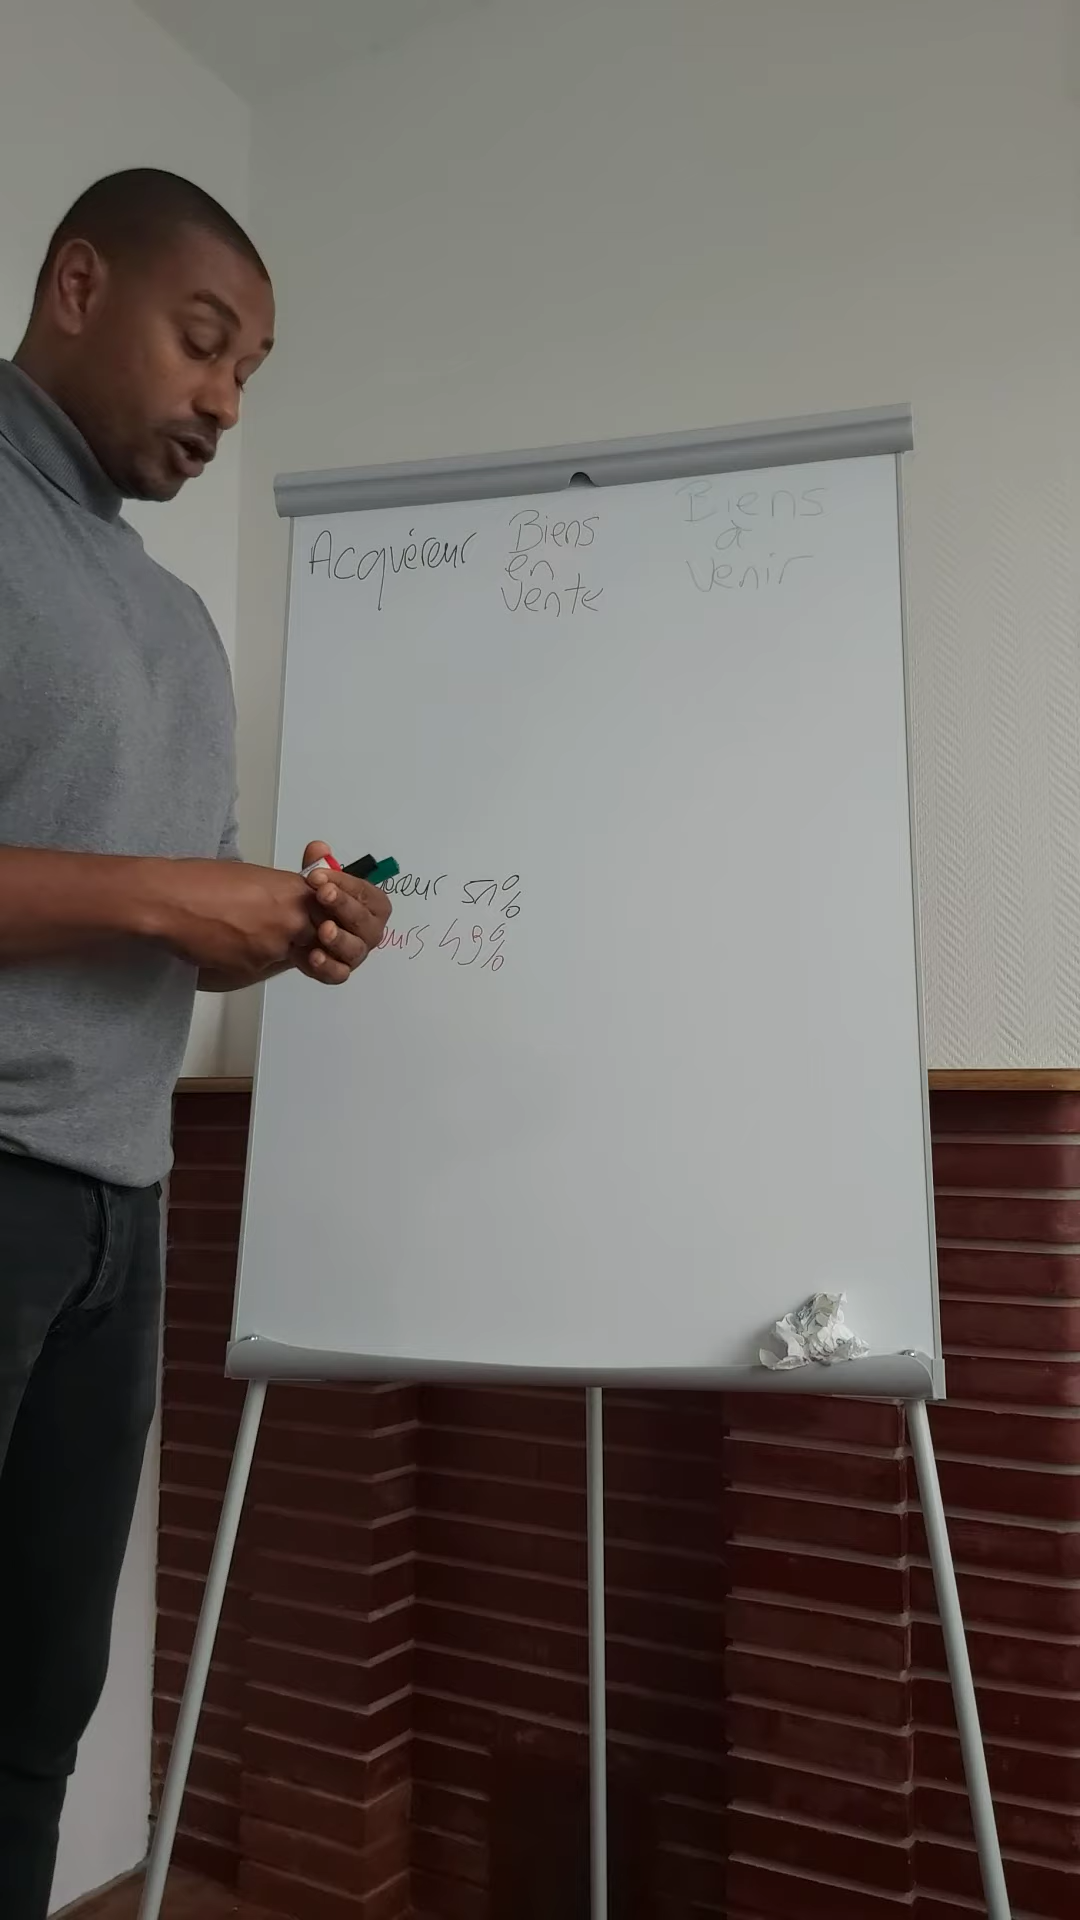 Acquéreur
Biens
en
vente
Biens
à
venir
51%
49%